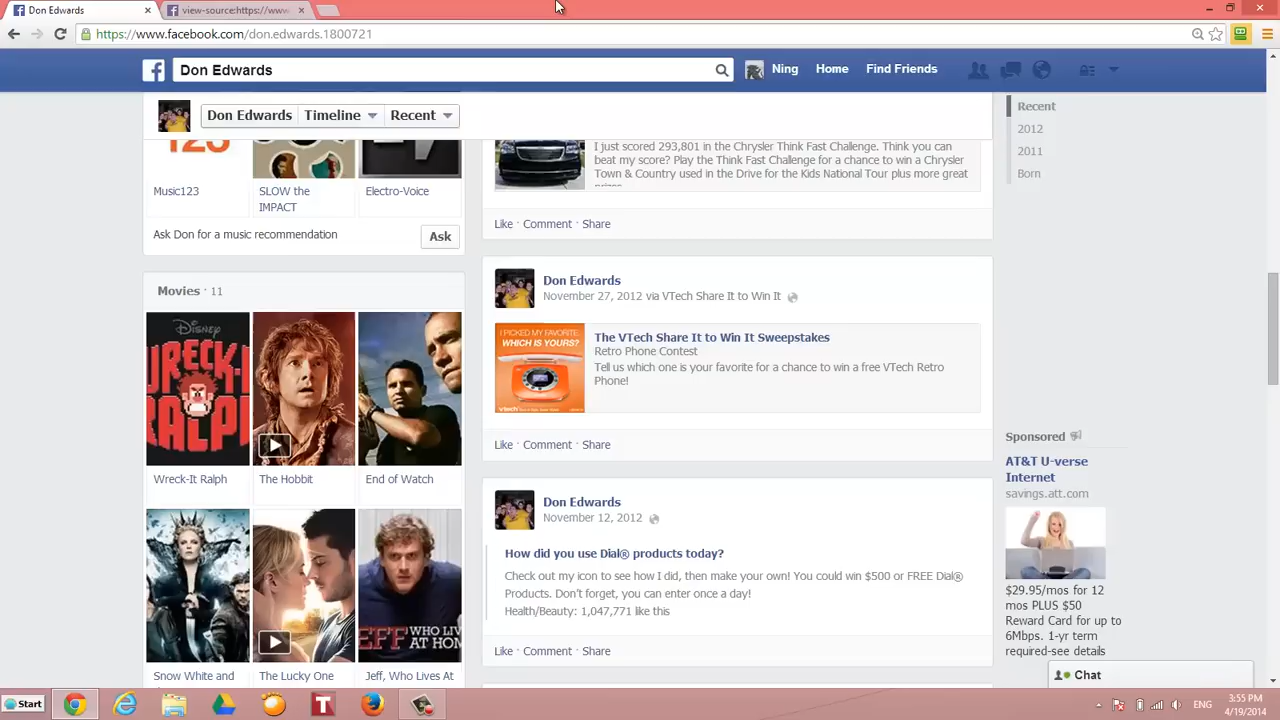 Don Edwards
view-source:https://www
https://www.facebook.com/don.edwards.1800721
Don Edwards
Ning
Home
Find Friends
Don Edwards
Timeline
Recent
Recent
2012
2011
Born
123
Music123
SLOW the
IMPACT
Electro-Voice
Ask Don for a music recommendation
Ask
Movies · 11
DISNEY
WRECK-I
RALPH
Wreck-It Ralph
The Hobbit
End of Watch
JEFF WHO LIV
AT HOM
Snow White and
The Lucky One
Jeff, Who Lives At
I just scored 293,801 in the Chrysler Think Fast Challenge. Think you can
beat my score? Play the Think Fast Challenge for a chance to win a Chrysler
Town & Country used in the Drive for the Kids National Tour plus more great
prizes.
Like · Comment · Share
Don Edwards
November 27, 2012 via VTech Share It to Win It
I PICKED MY FAVORITE.
WHICH IS YOURS?
vtech
The VTech Share It to Win It Sweepstakes
Retro Phone Contest
Tell us which one is your favorite for a chance to win a free VTech Retro
Phone!
Like · Comment · Share
Don Edwards
November 12, 2012
How did you use Dial® products today?
Check out my icon to see how I did, then make your own! You could win $500 or FREE Dial®
Products. Don't forget, you can enter once a day!
Health/Beauty: 1,047,771 like this
Like · Comment · Share
Sponsored
AT&T U-verse
Internet
savings.att.com
$29.95/mos for 12
mos PLUS $50
Reward Card for up to
6Mbps. 1-yr term
required-see details
Chat
Start
ENG
3:55 PM
4/19/2014